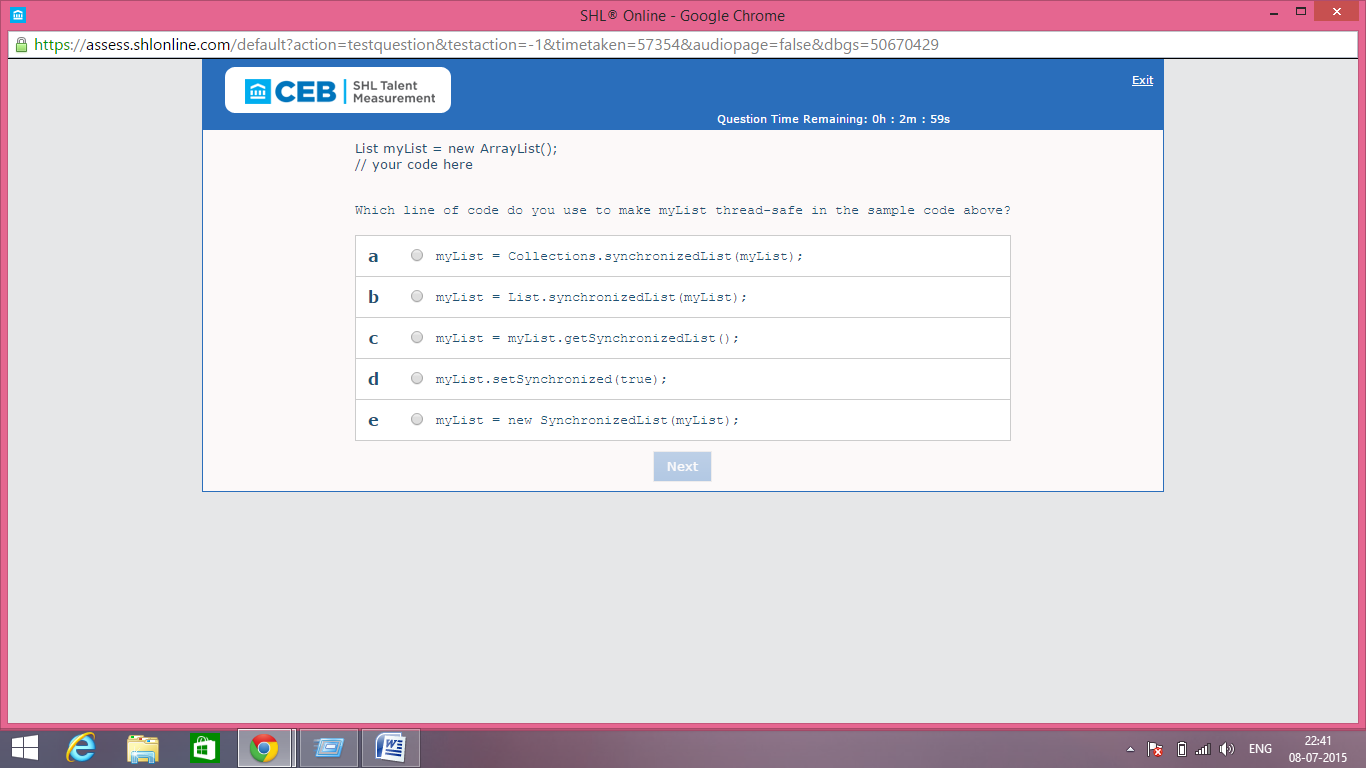 SHL® Online - Google Chrome
https://assess.shlonline.com/default?action=testquestion&testaction=-1&timetaken=57354&audiopage=false&dbgs=50670429
CEB | SHL Talent
Measurement
Exit
Question Time Remaining: 0h : 2m : 59s
List myList = new ArrayList();
// your code here
Which line of code do you use to make myList thread-safe in the sample code above?
a myList = Collections.synchronizedList(myList);
b myList = List.synchronizedList(myList);
c myList = myList.getSynchronizedList();
d myList.setSynchronized(true);
e myList = new SynchronizedList(myList);
Next
ENG
22:41
08-07-2015